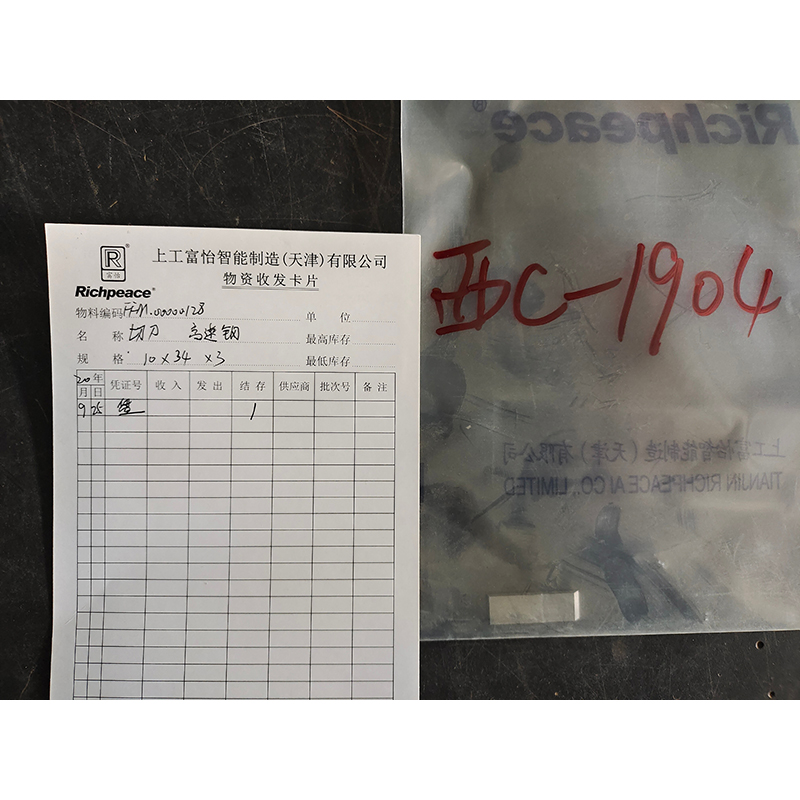 R®
富怡
Richpeace®
上工富怡智能制造(天津)有限公司
物资收发卡片
物料编码 单 位
名 称 切刀 高速钢 最高库存
规 格 10×34×3 最低库存
20年 凭证号 收入 发出 结存 供应商 批次号 备注
月 日
9 25 1
Richpeace®
西C-1904
上工富怡智能制造(天津)有限公司
TIANJIN RICHPEACE AI CO., LIMITED